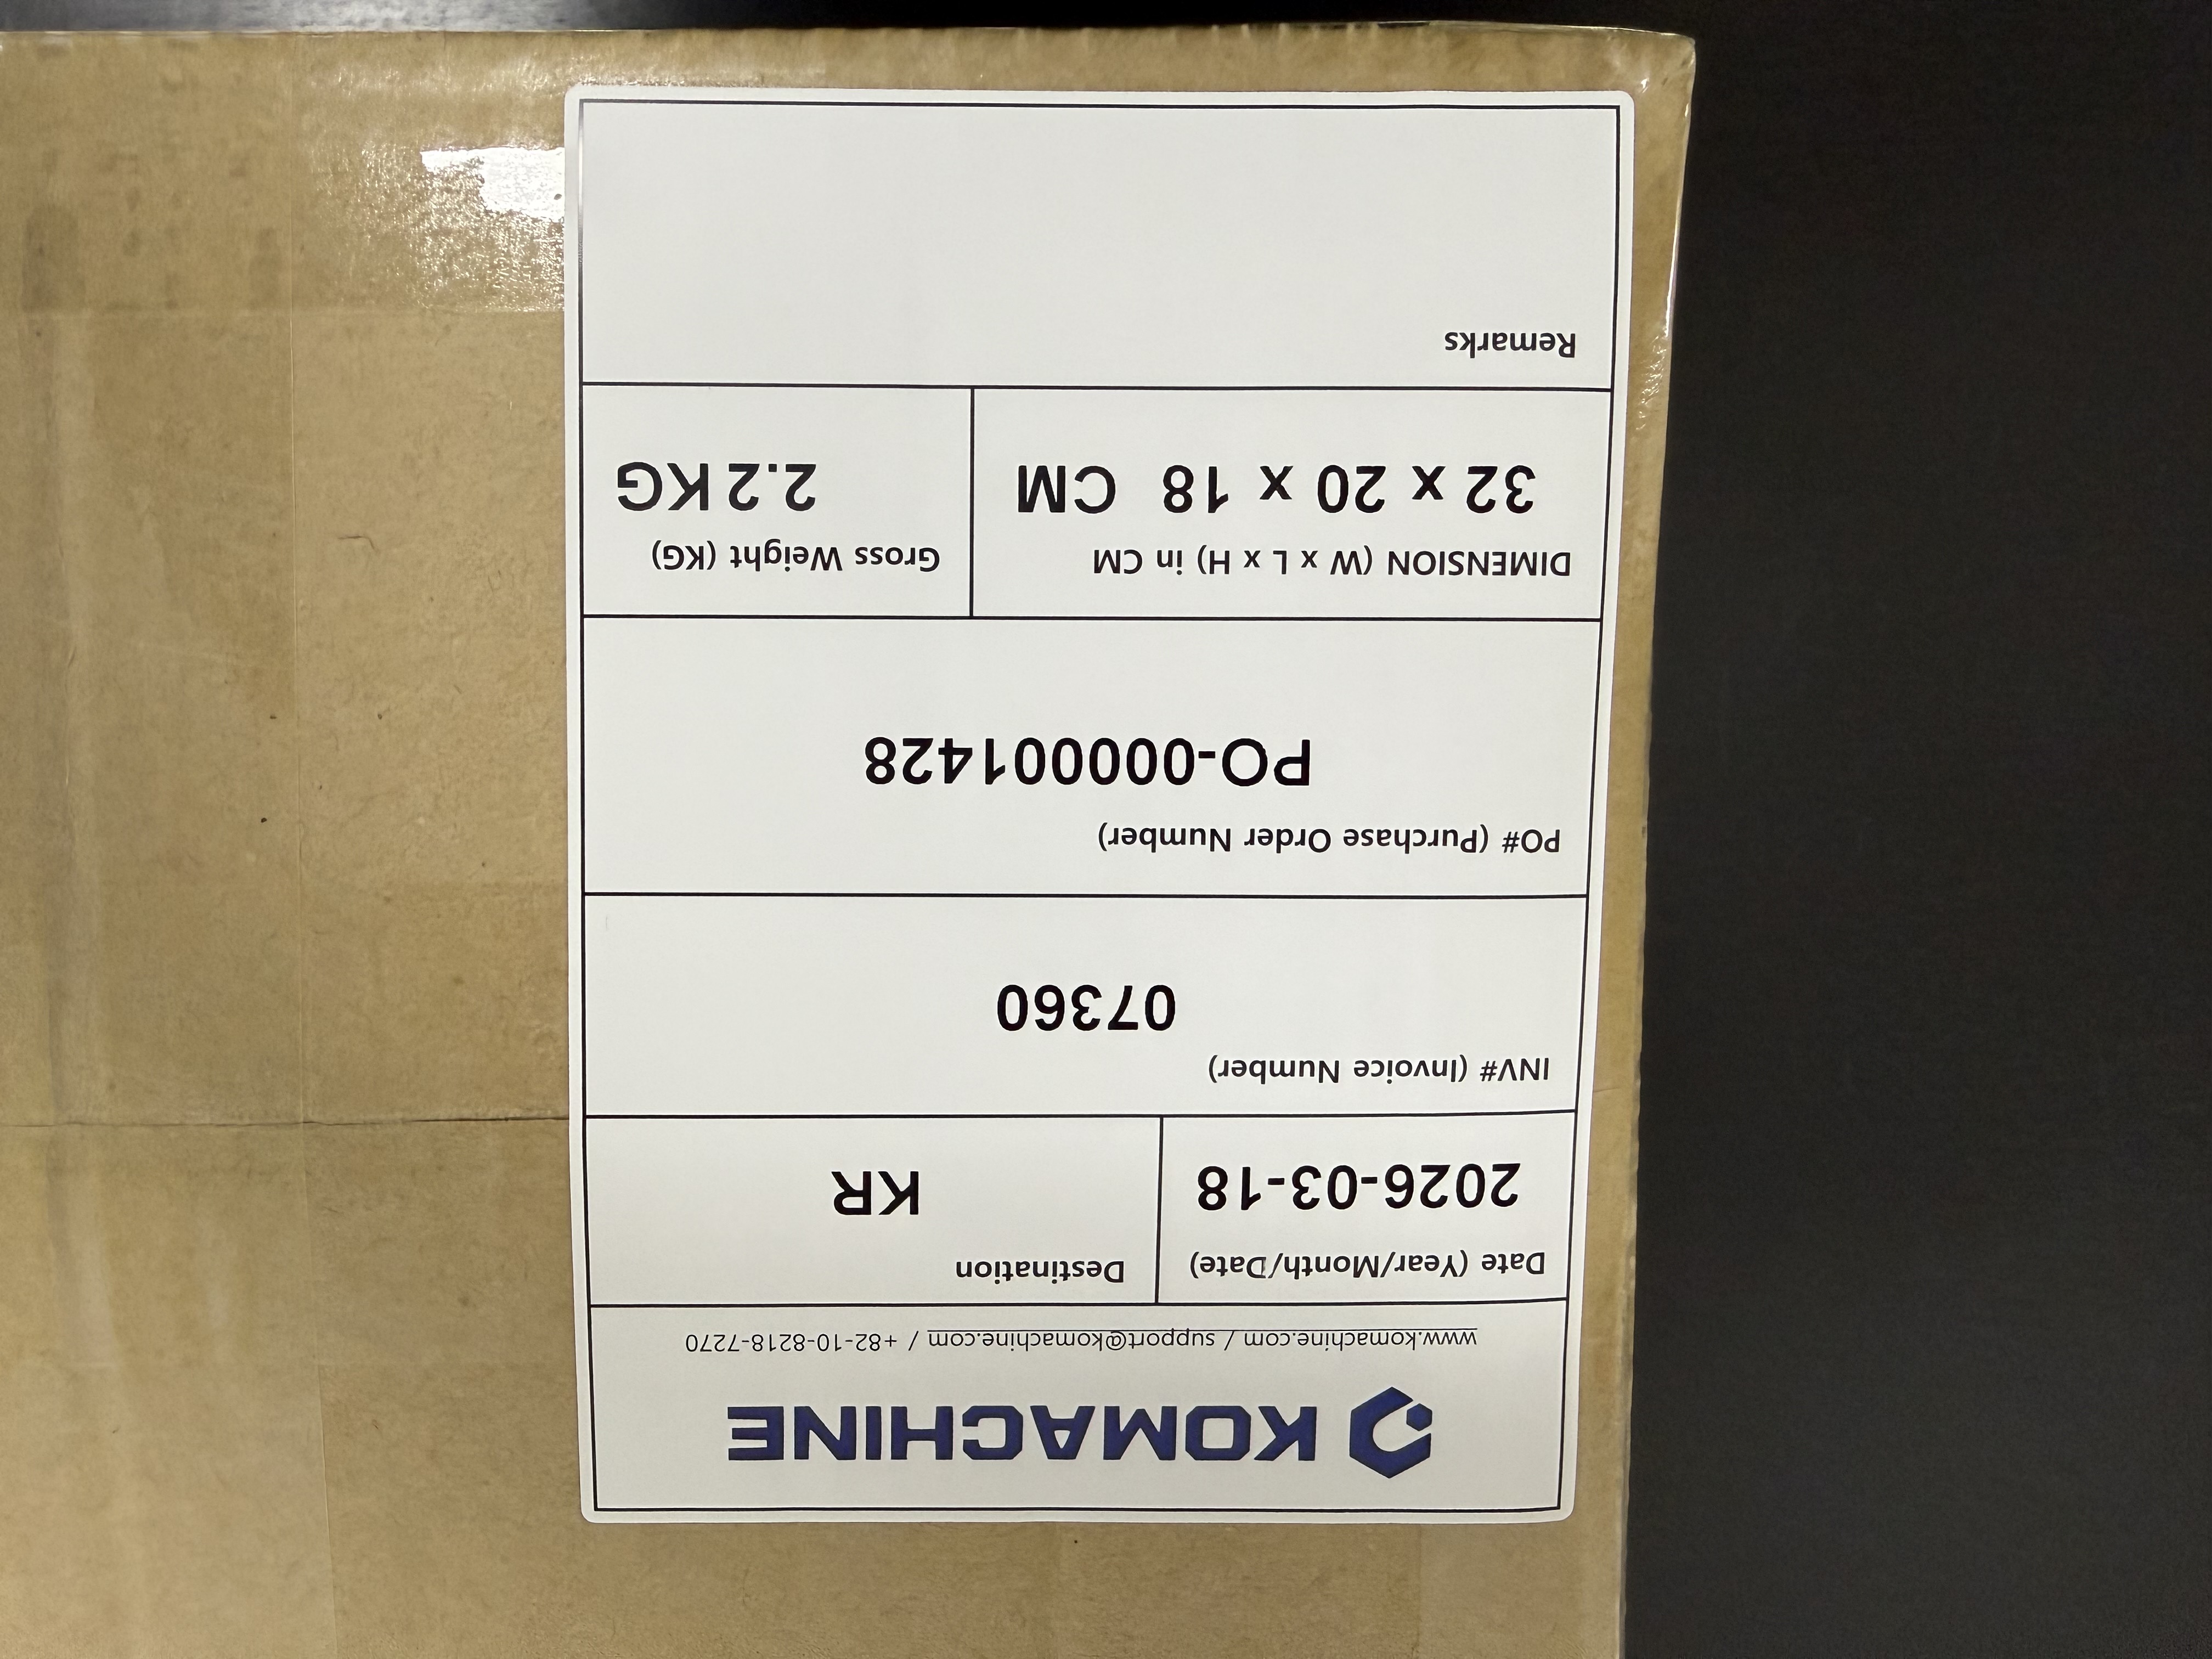 KOMACHINE
www.komachine.com / support@komachine.com / +82-10-8218-7270
Date (Year/Month/Date)
2026-03-18
Destination
KR
INV# (Invoice Number)
07360
PO# (Purchase Order Number)
PO-000001428
DIMENSION (W x L x H) in CM
32 x 20 x 18 CM
Gross Weight (KG)
2.2 KG
Remarks